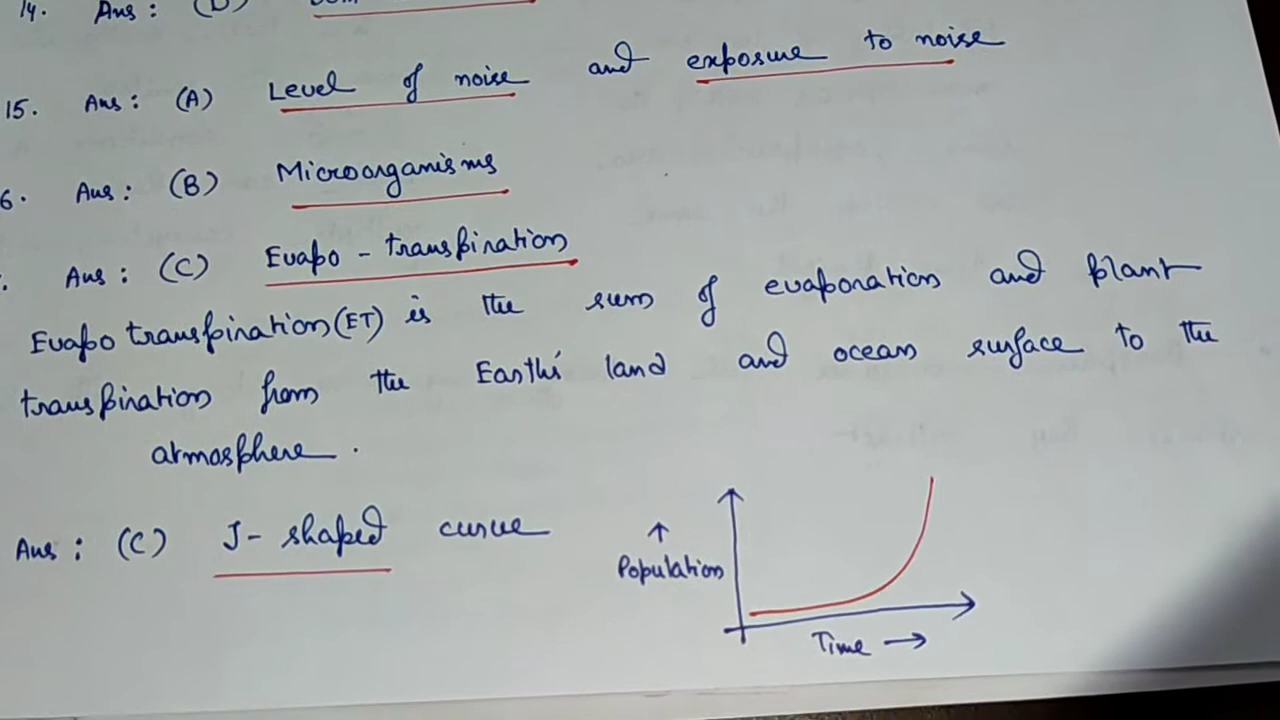 14. Ans: (D)
15. Ans: (A) Level of noise and exposure to noise
6. Ans: (B) Microorganisms
. Ans: (C) Evapo - transpiration
Evapo transpiration (ET) is the sum of evaporation and plant
transpiration from the Earth's land and ocean surface to the
atmosphere.
Ans: (C) J- shaped curve
↑
Population
Time →